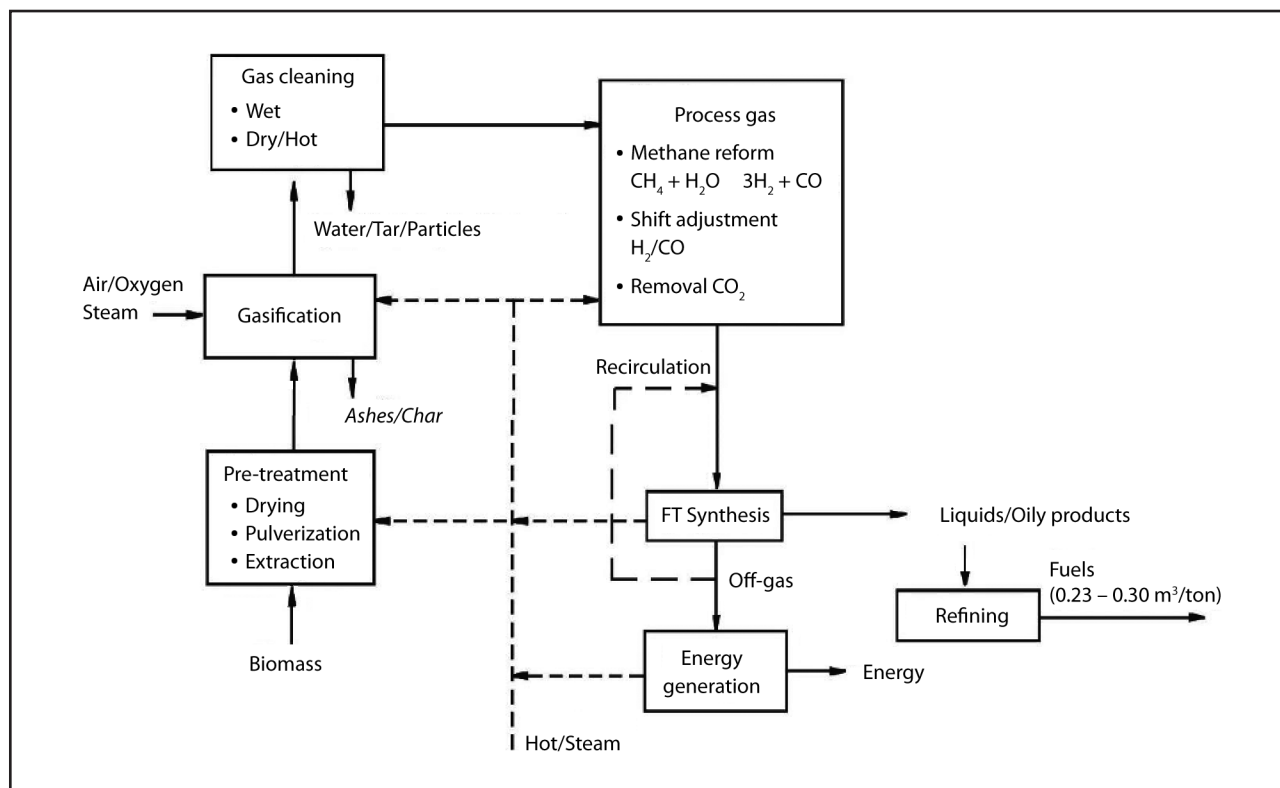 Gas cleaning
• Wet
• Dry/Hot
Water/Tar/Particles
Process gas
• Methane reform
CH₄ + H₂O 3H₂ + CO
• Shift adjustment
H₂/CO
• Removal CO₂
Air/Oxygen
Steam
Gasification
Ashes/Char
Recirculation
Pre-treatment
• Drying
• Pulverization
• Extraction
Biomass
FT Synthesis
Liquids/Oily products
Off-gas
Fuels
(0.23 – 0.30 m³/ton)
Refining
Energy
generation
Energy
Hot/Steam